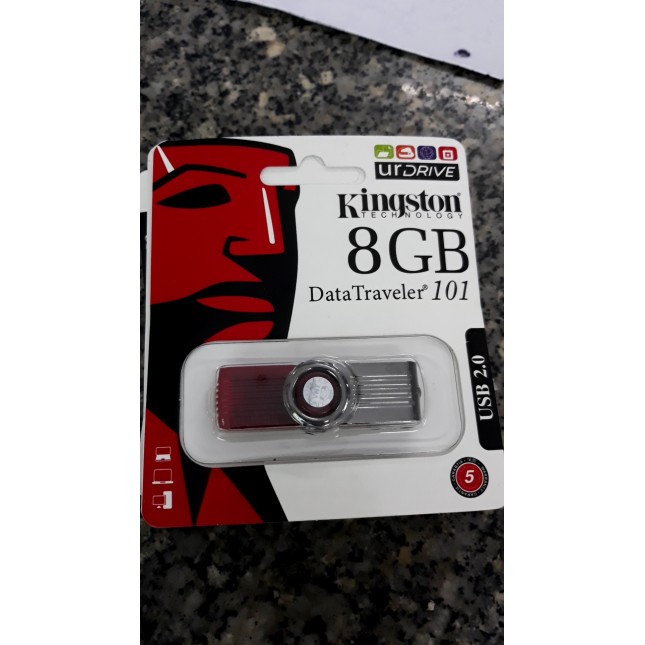 urDRIVE
Kingston
TECHNOLOGY
8GB
DataTraveler® 101
USB 2.0
5